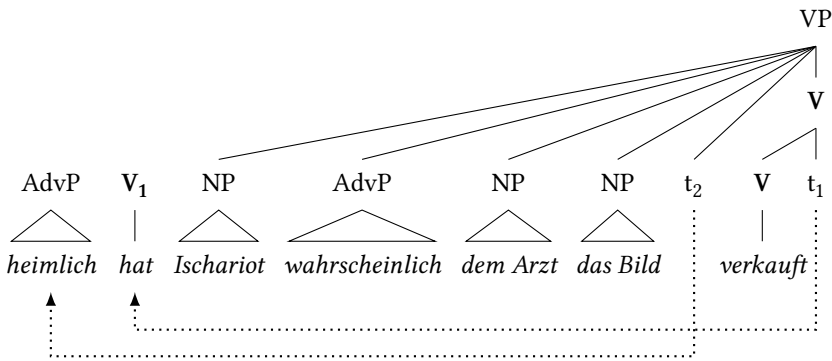 VP
V
AdvP V₁ NP AdvP NP NP t₂ V t₁
heimlich hat Ischariot wahrscheinlich dem Arzt das Bild verkauft